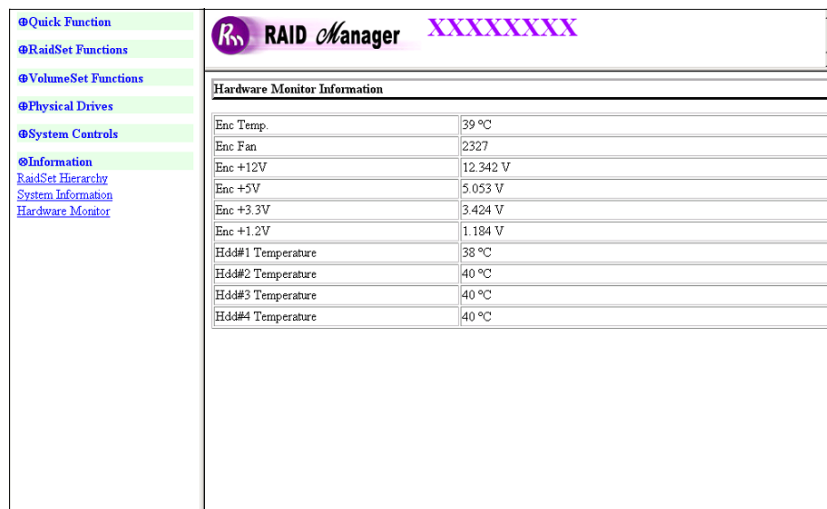 ⊕Quick Function
⊕RaidSet Functions
⊕VolumeSet Functions
⊕Physical Drives
⊕System Controls
⊗Information
RaidSet Hierarchy
System Information
Hardware Monitor
Rm RAID Manager XXXXXXXX
Hardware Monitor Information
Enc Temp. 39 ºC
Enc Fan 2327
Enc +12V 12.342 V
Enc +5V 5.053 V
Enc +3.3V 3.424 V
Enc +1.2V 1.184 V
Hdd#1 Temperature 38 ºC
Hdd#2 Temperature 40 ºC
Hdd#3 Temperature 40 ºC
Hdd#4 Temperature 40 ºC